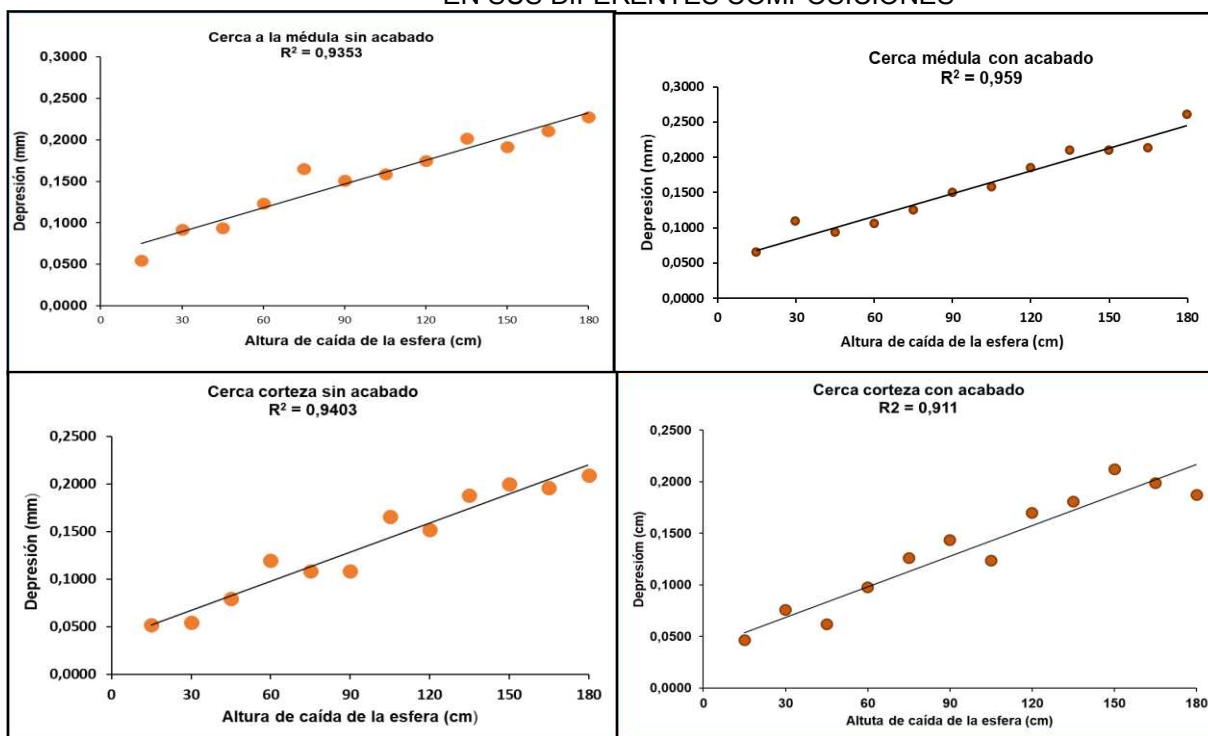 EN SUS DIFERENTES COMPOSICIONES
Cerca a la médula sin acabado
R² = 0,9353
0,3000
0,2500
0,2000
0,1500
0,1000
0,0500
0,0000
Depresión (mm)
0 30 60 90 120 150 180
Altura de caída de la esfera (cm)
Cerca médula con acabado
R² = 0,959
0,3000
0,2500
0,2000
0,1500
0,1000
0,0500
0,0000
Depresión (mm)
0 30 60 90 120 150 180
Altura de caída de la esfera (cm)
Cerca corteza sin acabado
R² = 0,9403
0,2500
0,2000
0,1500
0,1000
0,0500
0,0000
Depresión (mm)
0 30 60 90 120 150 180
Altura de caída de la esfera (cm)
Cerca corteza con acabado
R2 = 0,911
0,2500
0,2000
0,1500
0,1000
0,0500
0,0000
Depresióm (cm)
0 30 60 90 120 150 180
Altuta de caída de la esfera (cm)